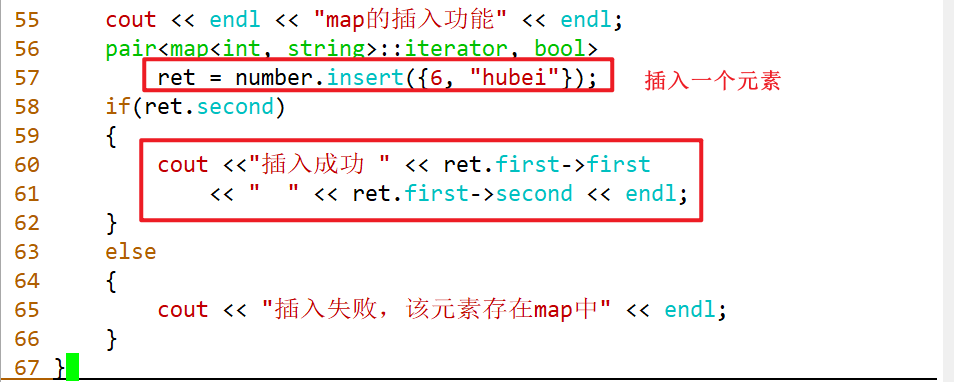 55     cout << endl << "map的插入功能" << endl;
56     pair<map<int, string>::iterator, bool>
57         ret = number.insert({6, "hubei"});    插入一个元素
58     if(ret.second)
59     {
60         cout <<"插入成功 " << ret.first->first
61             << "  " << ret.first->second << endl;
62     }
63     else
64     {
65         cout << "插入失败，该元素存在map中" << endl;
66     }
67 }